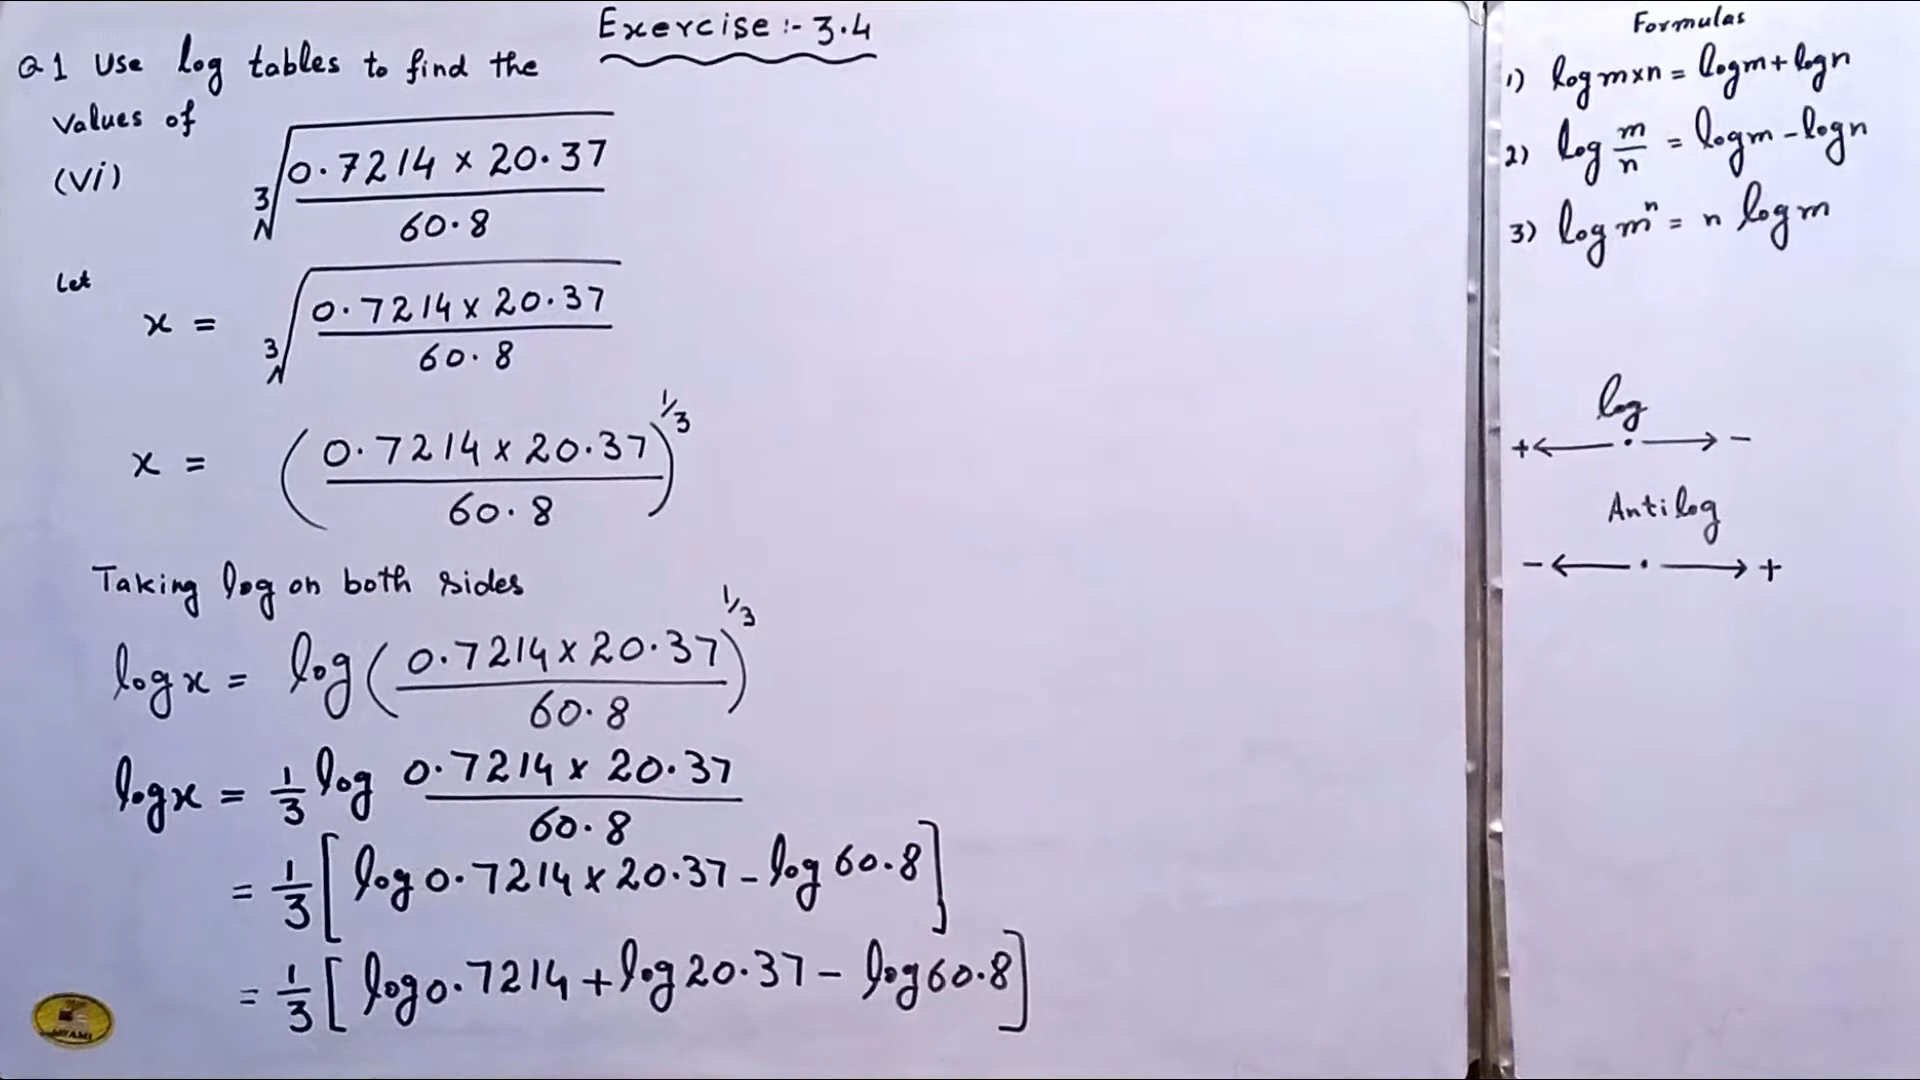 Exercise :- 3.4
Q1 Use log tables to find the
values of
(Vi) ∛((0.7214 × 20.37)/60.8)
Let
x = ∛((0.7214 × 20.37)/60.8)
x = ((0.7214 × 20.37)/60.8)^(1/3)
Taking log on both sides
log x = log((0.7214 × 20.37)/60.8)^(1/3)
log x = 1/3 log (0.7214 × 20.37)/60.8
= 1/3 [log 0.7214 × 20.37 - log 60.8]
= 1/3 [log 0.7214 + log 20.37 - log 60.8]
Formulas
1) log m×n = log m + log n
2) log m/n = log m - log n
3) log m^n = n log m
log
+ ← . → -
Antilog
- ← . → +